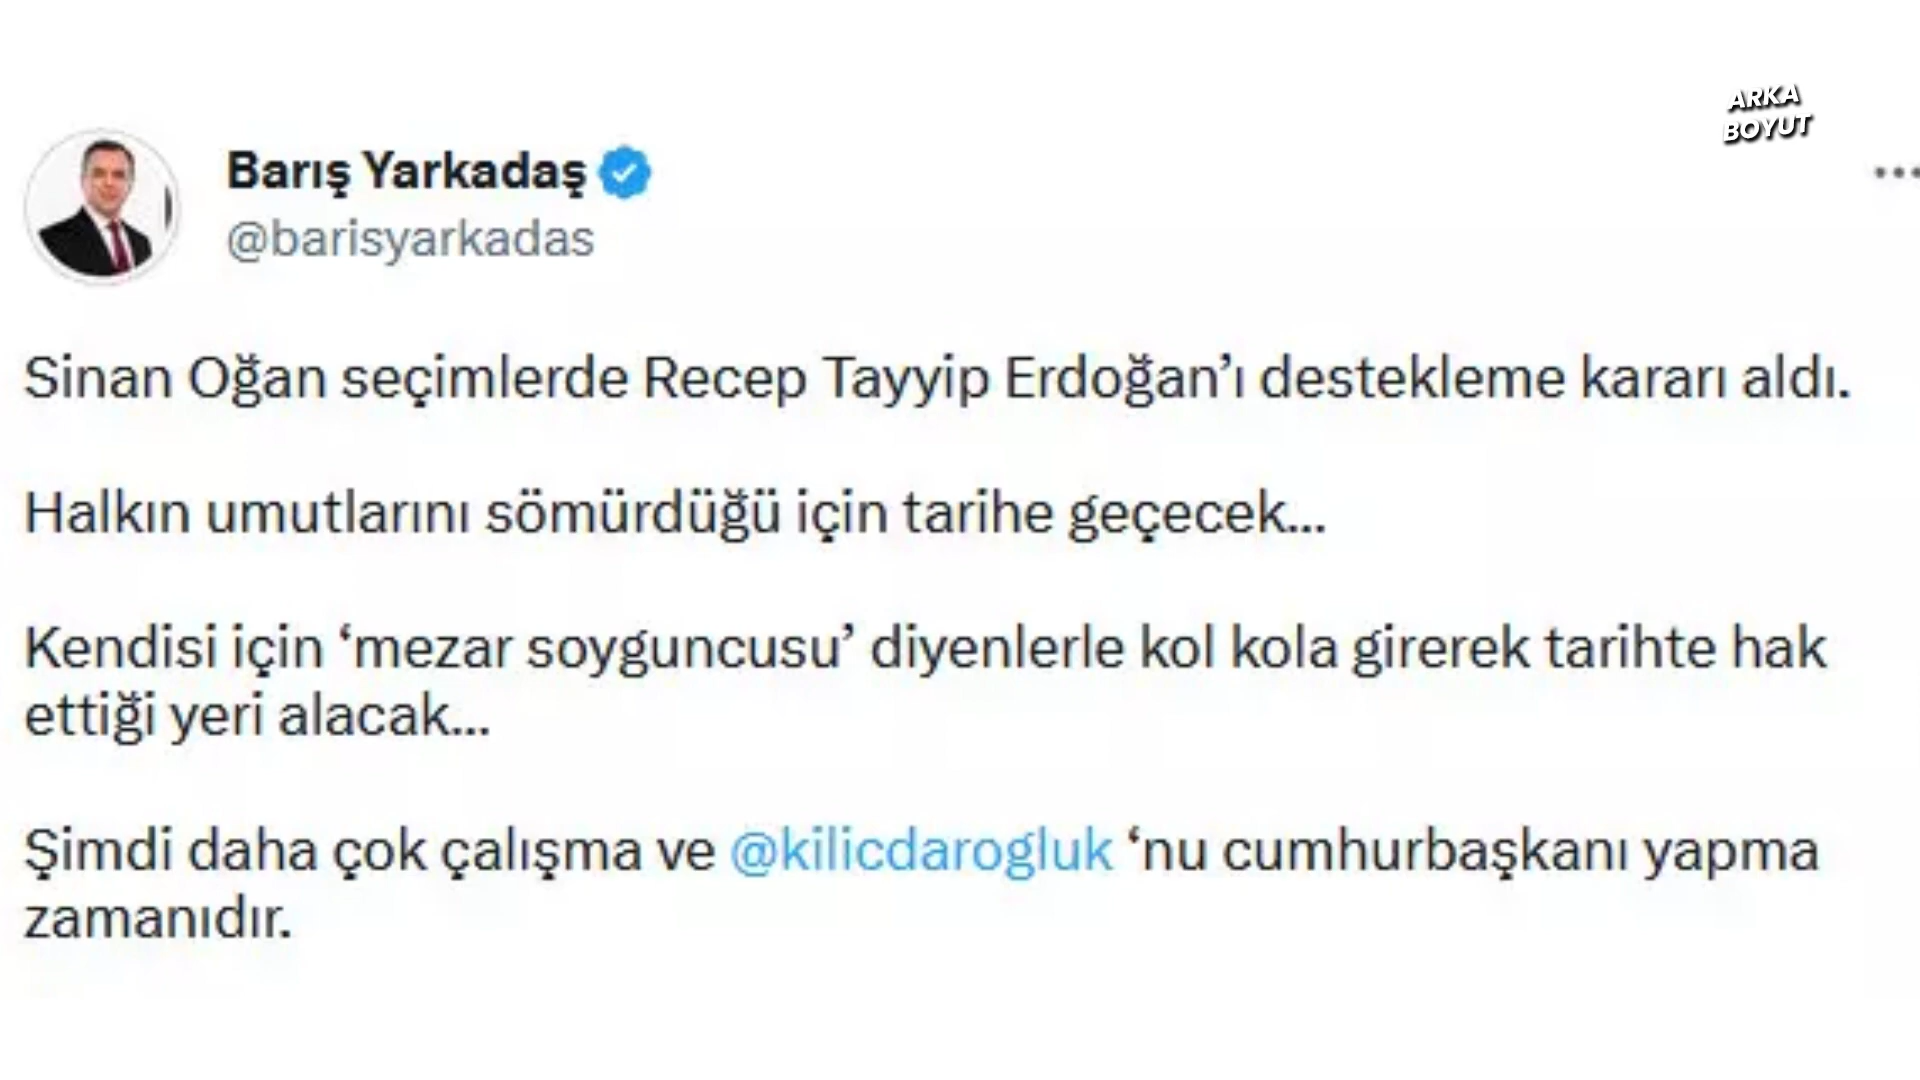 ARKA
BOYUT
Barış Yarkadaş
@barisyarkadas
Sinan Oğan seçimlerde Recep Tayyip Erdoğan’ı destekleme kararı aldı.
Halkın umutlarını sömürdüğü için tarihe geçecek...
Kendisi için ‘mezar soyguncusu’ diyenlerle kol kola girerek tarihte hak
ettiği yeri alacak...
Şimdi daha çok çalışma ve @kilicdarogluk ‘nu cumhurbaşkanı yapma
zamanıdır.